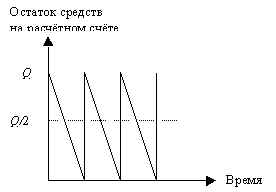 Остаток средств
на расчётном счёте
Q
Q/2
Время